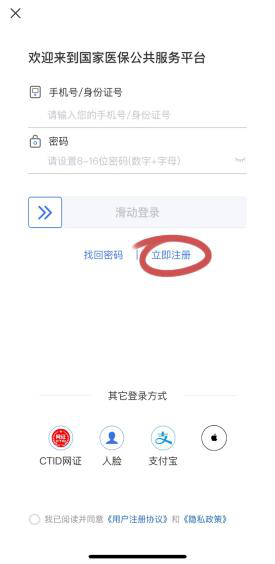 欢迎来到国家医保公共服务平台
手机号/身份证号
请输入您的手机号/身份证号
密码
请设置8-16位密码(数字+字母)
滑动登录
找回密码 | 立即注册
其它登录方式
网证
支
CTID网证 人脸 支付宝
我已阅读并同意《用户注册协议》和《隐私政策》